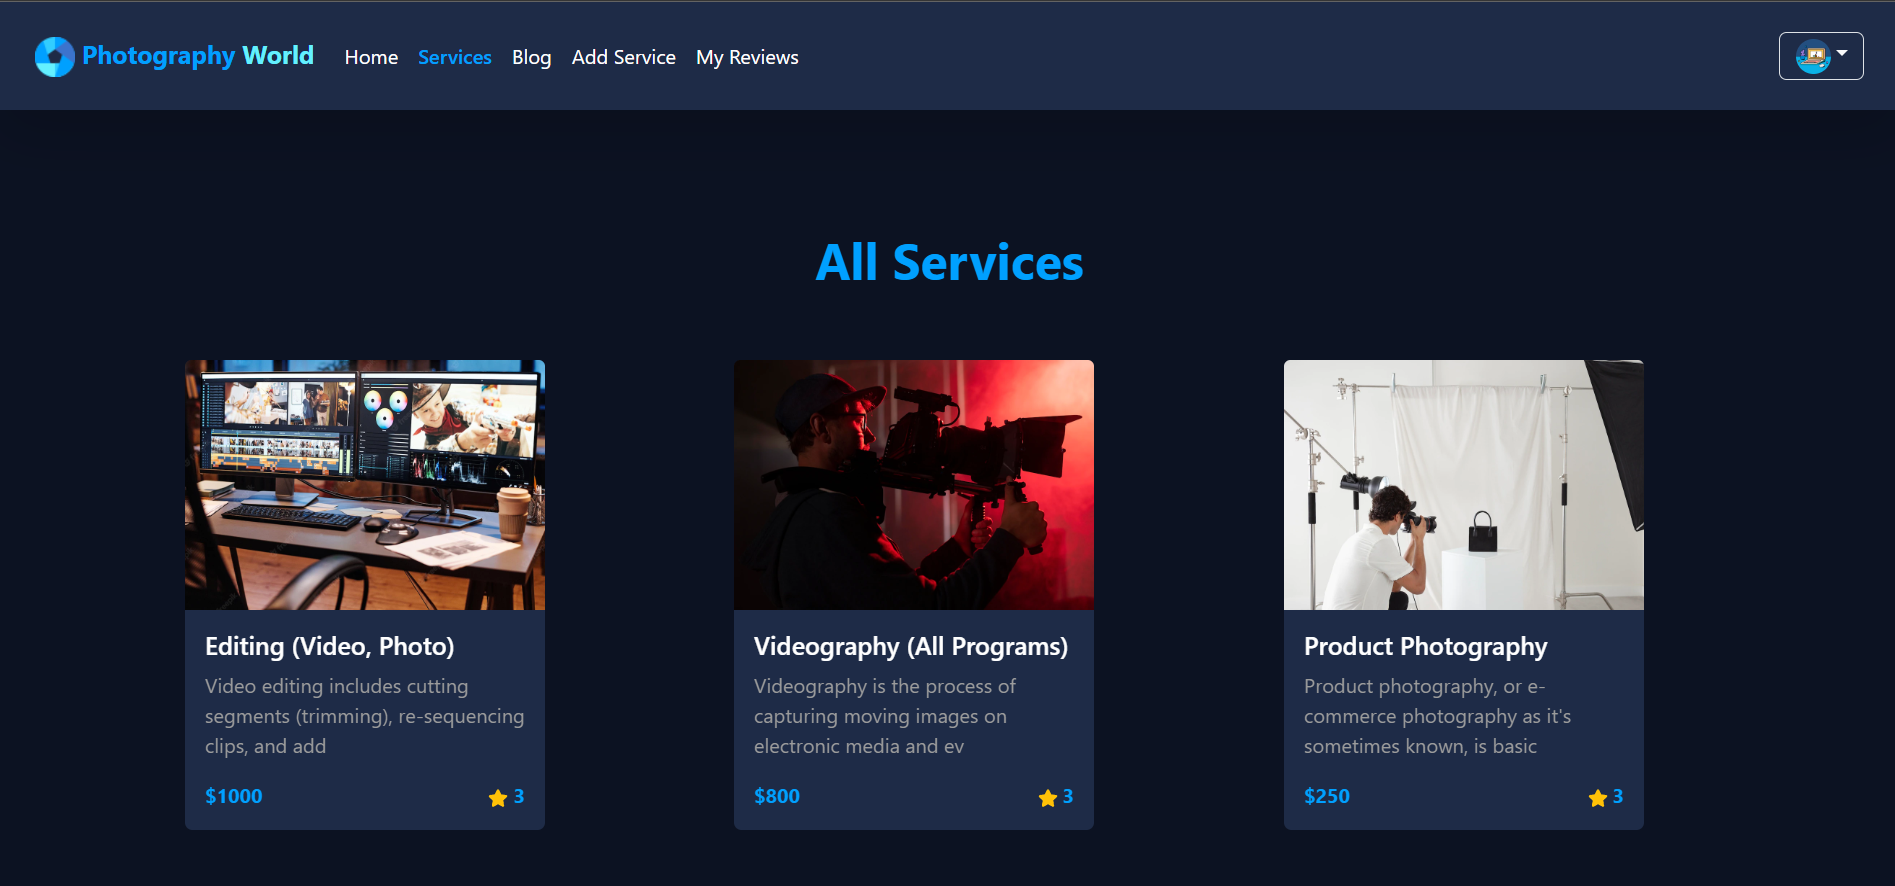 Photography World
Home
Services
Blog
Add Service
My Reviews
All Services
Editing (Video, Photo)
Video editing includes cutting
segments (trimming), re-sequencing
clips, and add
$1000
3
Videography (All Programs)
Videography is the process of
capturing moving images on
electronic media and ev
$800
3
Product Photography
Product photography, or e-
commerce photography as it's
sometimes known, is basic
$250
3